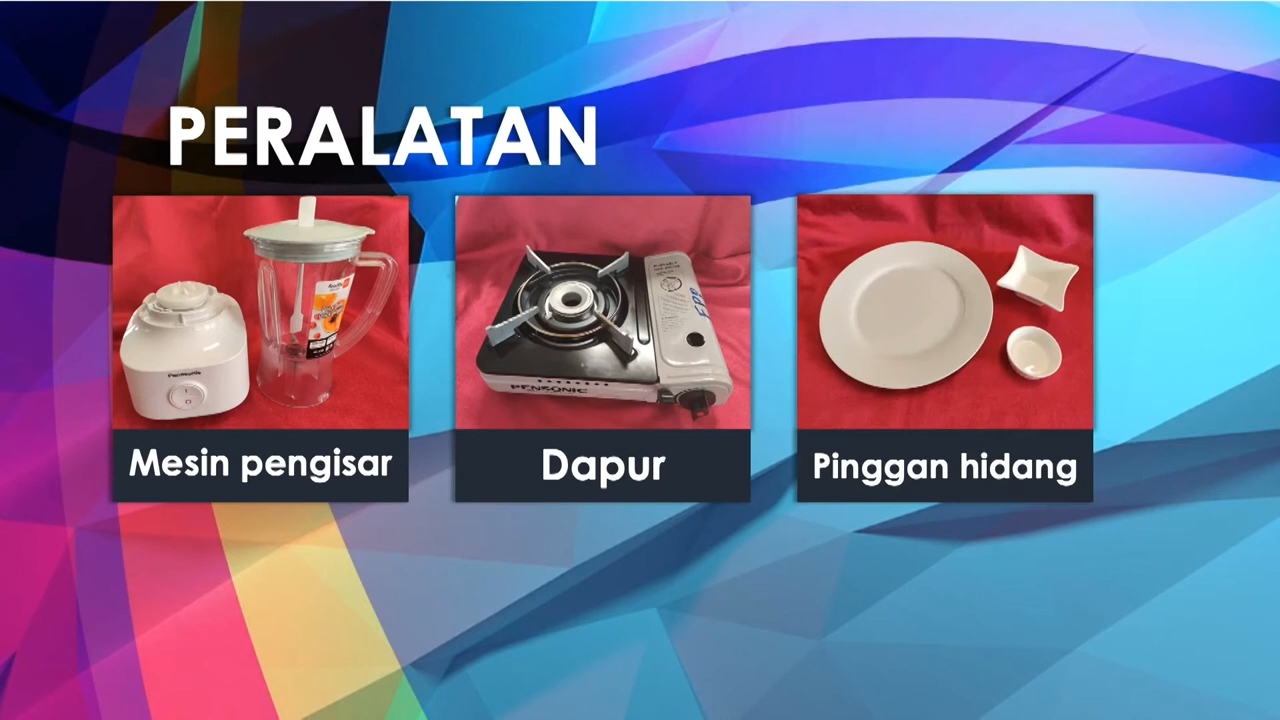 PERALATAN
Mesin pengisar
Dapur
Pinggan hidang
PENSONIC